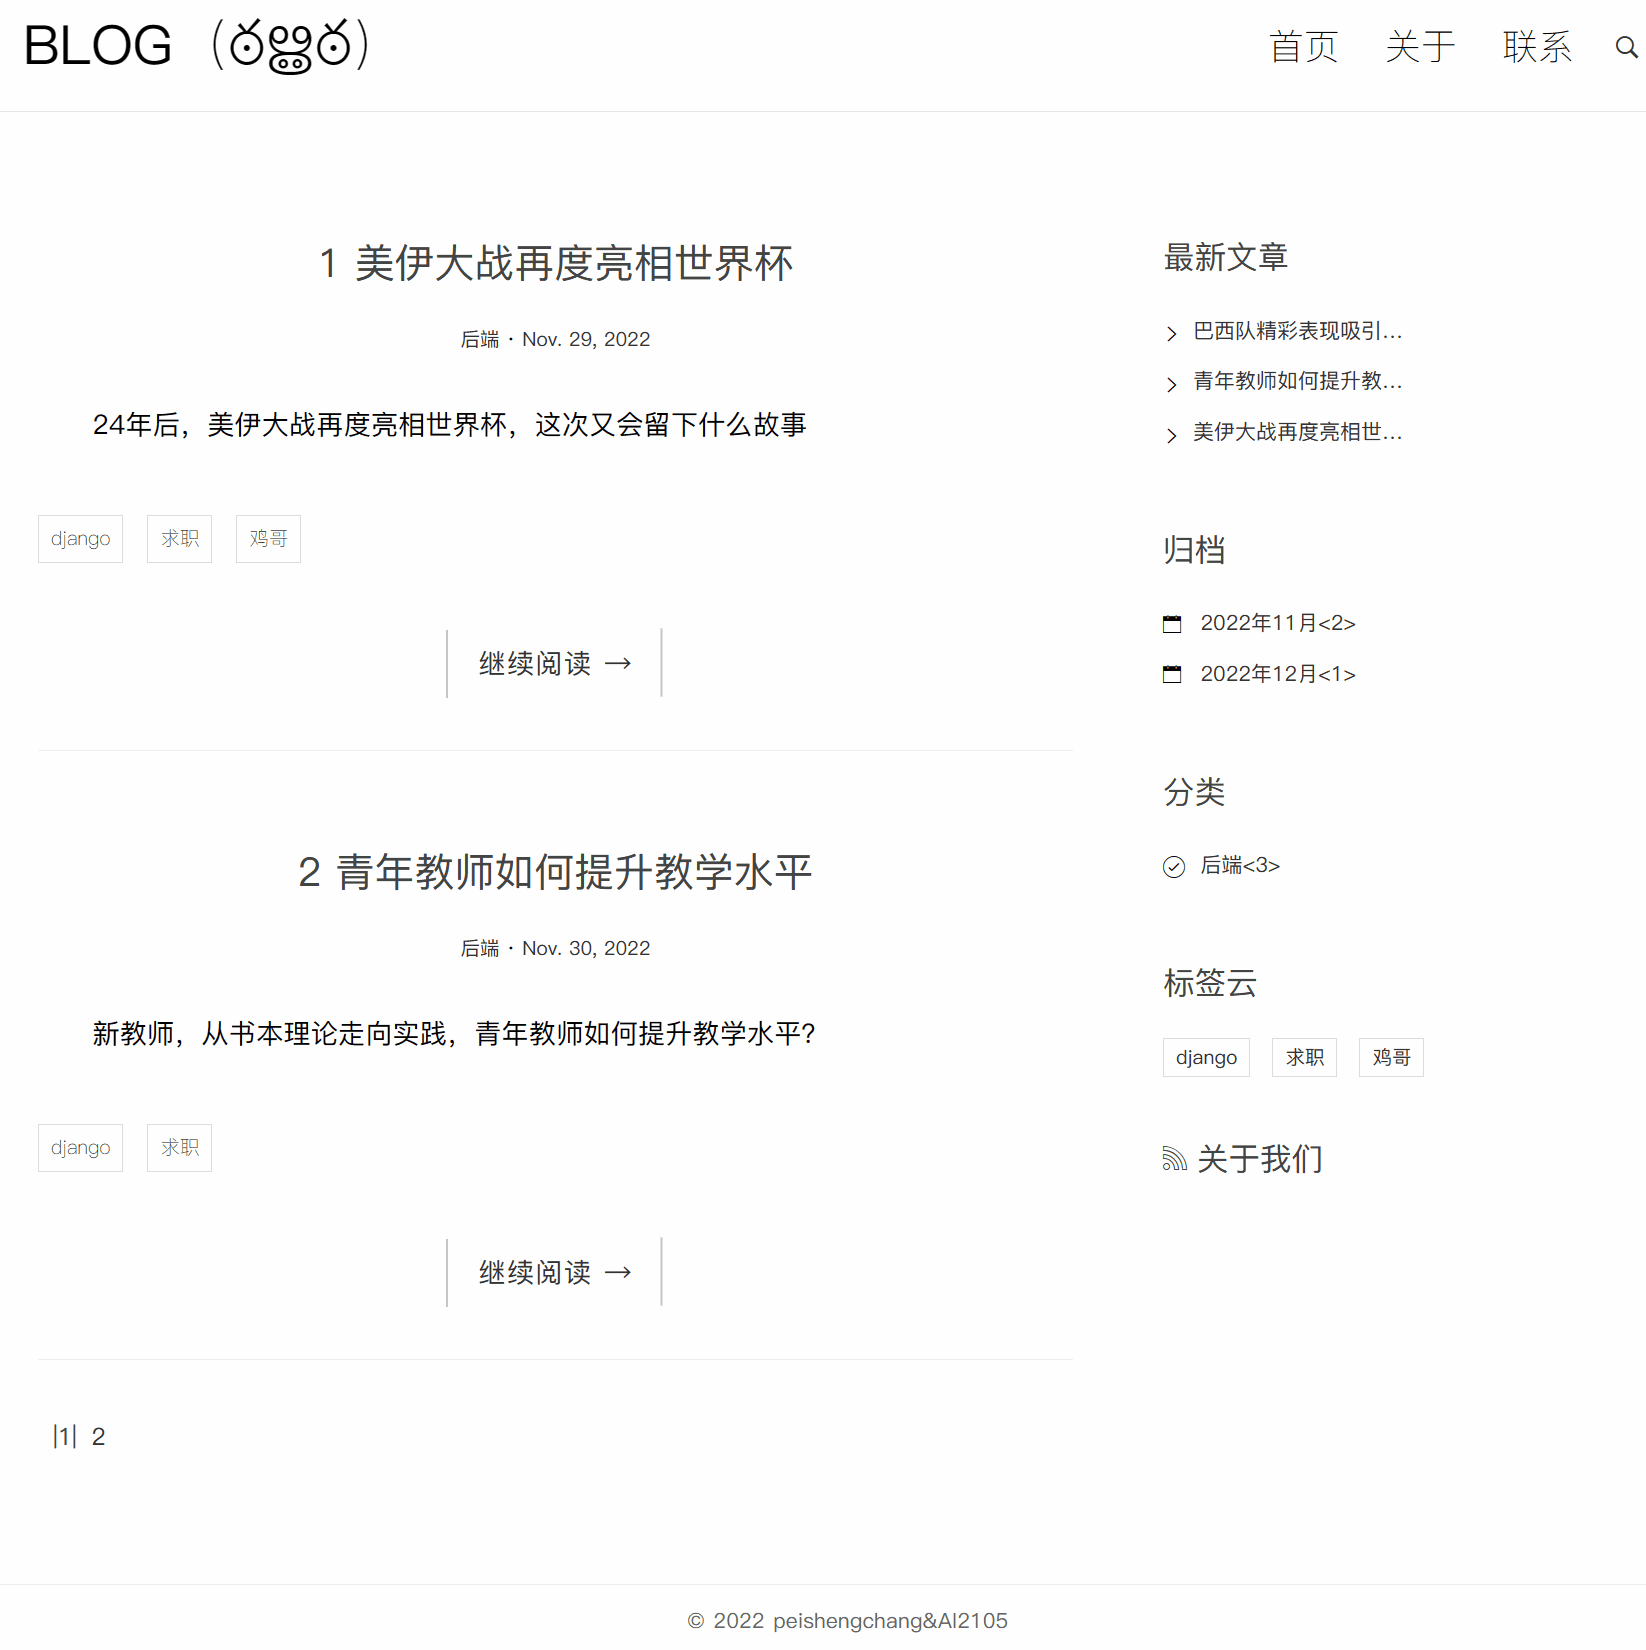 BLOG
首页 关于 联系
1 美伊大战再度亮相世界杯
后端 · Nov. 29, 2022
24年后，美伊大战再度亮相世界杯，这次又会留下什么故事
django 求职 鸡哥
继续阅读 →
2 青年教师如何提升教学水平
后端 · Nov. 30, 2022
新教师，从书本理论走向实践，青年教师如何提升教学水平？
django 求职
继续阅读 →
|1| 2
最新文章
巴西队精彩表现吸引...
青年教师如何提升教...
美伊大战再度亮相世...
归档
2022年11月<2>
2022年12月<1>
分类
后端<3>
标签云
django 求职 鸡哥
关于我们
© 2022 peishengchang&AI2105